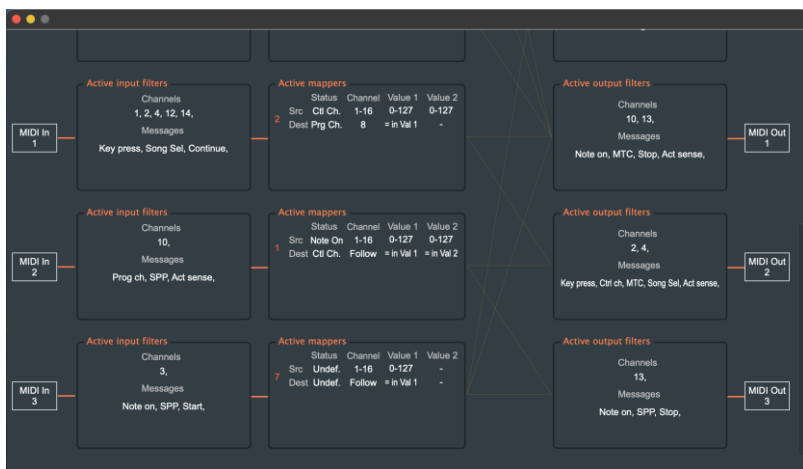 Active input filters
Channels
1, 2, 4, 12, 14,
Messages
Key press, Song Sel, Continue,
MIDI In
1
Active mappers
Status Channel Value 1 Value 2
2
Src Ctl Ch. 1-16 0-127 0-127
Dest Prg Ch. 8 = in Val 1 -
Active output filters
Channels
10, 13,
Messages
Note on, MTC, Stop, Act sense,
MIDI Out
1
Active input filters
Channels
10,
Messages
Prog ch, SPP, Act sense,
MIDI In
2
Active mappers
Status Channel Value 1 Value 2
1
Src Note On 1-16 0-127 0-127
Dest Ctl Ch. Follow = in Val 1 = in Val 2
Active output filters
Channels
2, 4,
Messages
Key press, Ctrl ch, MTC, Song Sel, Act sense,
MIDI Out
2
Active input filters
Channels
3,
Messages
Note on, SPP, Start,
MIDI In
3
Active mappers
Status Channel Value 1 Value 2
7
Src Undef. 1-16 0-127 -
Dest Undef. Follow = in Val 1 -
Active output filters
Channels
13,
Messages
Note on, SPP, Stop,
MIDI Out
3